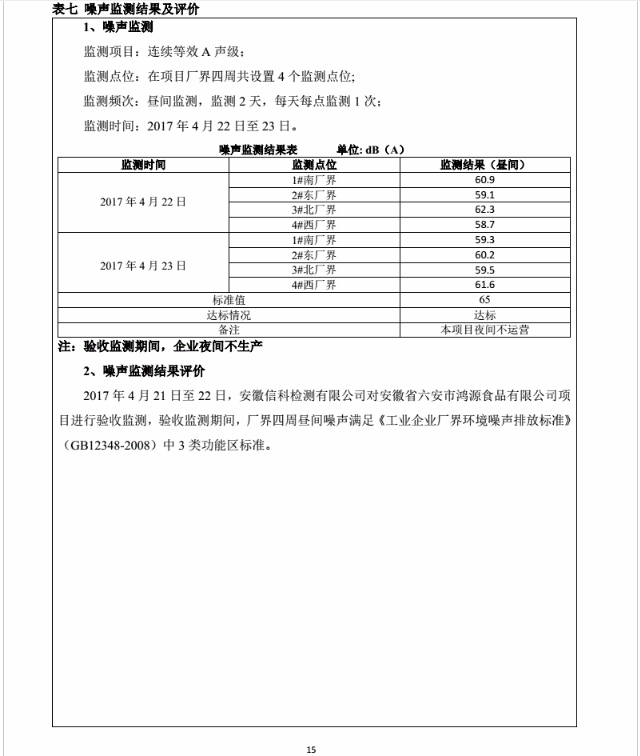 表七 噪声监测结果及评价
1、噪声监测
监测项目：连续等效 A 声级；
监测点位：在项目厂界四周共设置 4 个监测点位;
监测频次：昼间监测，监测 2 天，每天每点监测 1 次；
监测时间：2017 年 4 月 22 日至 23 日。
噪声监测结果表 单位: dB（A）
监测时间 监测点位 监测结果（昼间）
2017 年 4 月 22 日
1#南厂界 60.9
2#东厂界 59.1
3#北厂界 62.3
4#西厂界 58.7
2017 年 4 月 23 日
1#南厂界 59.3
2#东厂界 60.2
3#北厂界 59.5
4#西厂界 61.6
标准值 65
达标情况 达标
备注 本项目夜间不运营
注：验收监测期间，企业夜间不生产
2、噪声监测结果评价
2017 年 4 月 21 日至 22 日，安徽信科检测有限公司对安徽省六安市鸿源食品有限公司项
目进行验收监测，验收监测期间，厂界四周昼间噪声满足《工业企业厂界环境噪声排放标准》
（GB12348-2008）中 3 类功能区标准。
15